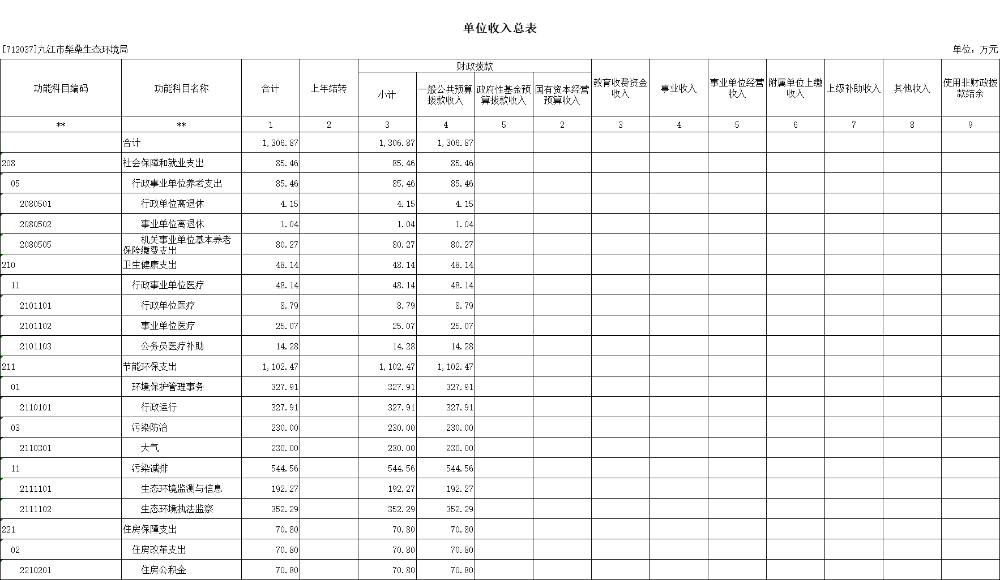 单位收入总表
[712037]九江市柴桑生态环境局 单位：万元
功能科目编码 功能科目名称 合计 上年结转 财政拨款 教育收费资金收入 事业收入 事业单位经营收入 附属单位上缴收入 上级补助收入 其他收入 使用非财政拨款结余
小计 一般公共预算拨款收入 政府性基金预算拨款收入 国有资本经营预算收入
** ** 1 2 3 4 5 2 3 4 5 6 7 8 9
合计 1,306.87 1,306.87 1,306.87
208 社会保障和就业支出 85.46 85.46 85.46
05 行政事业单位养老支出 85.46 85.46 85.46
2080501 行政单位离退休 4.15 4.15 4.15
2080502 事业单位离退休 1.04 1.04 1.04
2080505 机关事业单位基本养老保险缴费支出 80.27 80.27 80.27
210 卫生健康支出 48.14 48.14 48.14
11 行政事业单位医疗 48.14 48.14 48.14
2101101 行政单位医疗 8.79 8.79 8.79
2101102 事业单位医疗 25.07 25.07 25.07
2101103 公务员医疗补助 14.28 14.28 14.28
211 节能环保支出 1,102.47 1,102.47 1,102.47
01 环境保护管理事务 327.91 327.91 327.91
2110101 行政运行 327.91 327.91 327.91
03 污染防治 230.00 230.00 230.00
2110301 大气 230.00 230.00 230.00
11 污染减排 544.56 544.56 544.56
2111101 生态环境监测与信息 192.27 192.27 192.27
2111102 生态环境执法监察 352.29 352.29 352.29
221 住房保障支出 70.80 70.80 70.80
02 住房改革支出 70.80 70.80 70.80
2210201 住房公积金 70.80 70.80 70.80